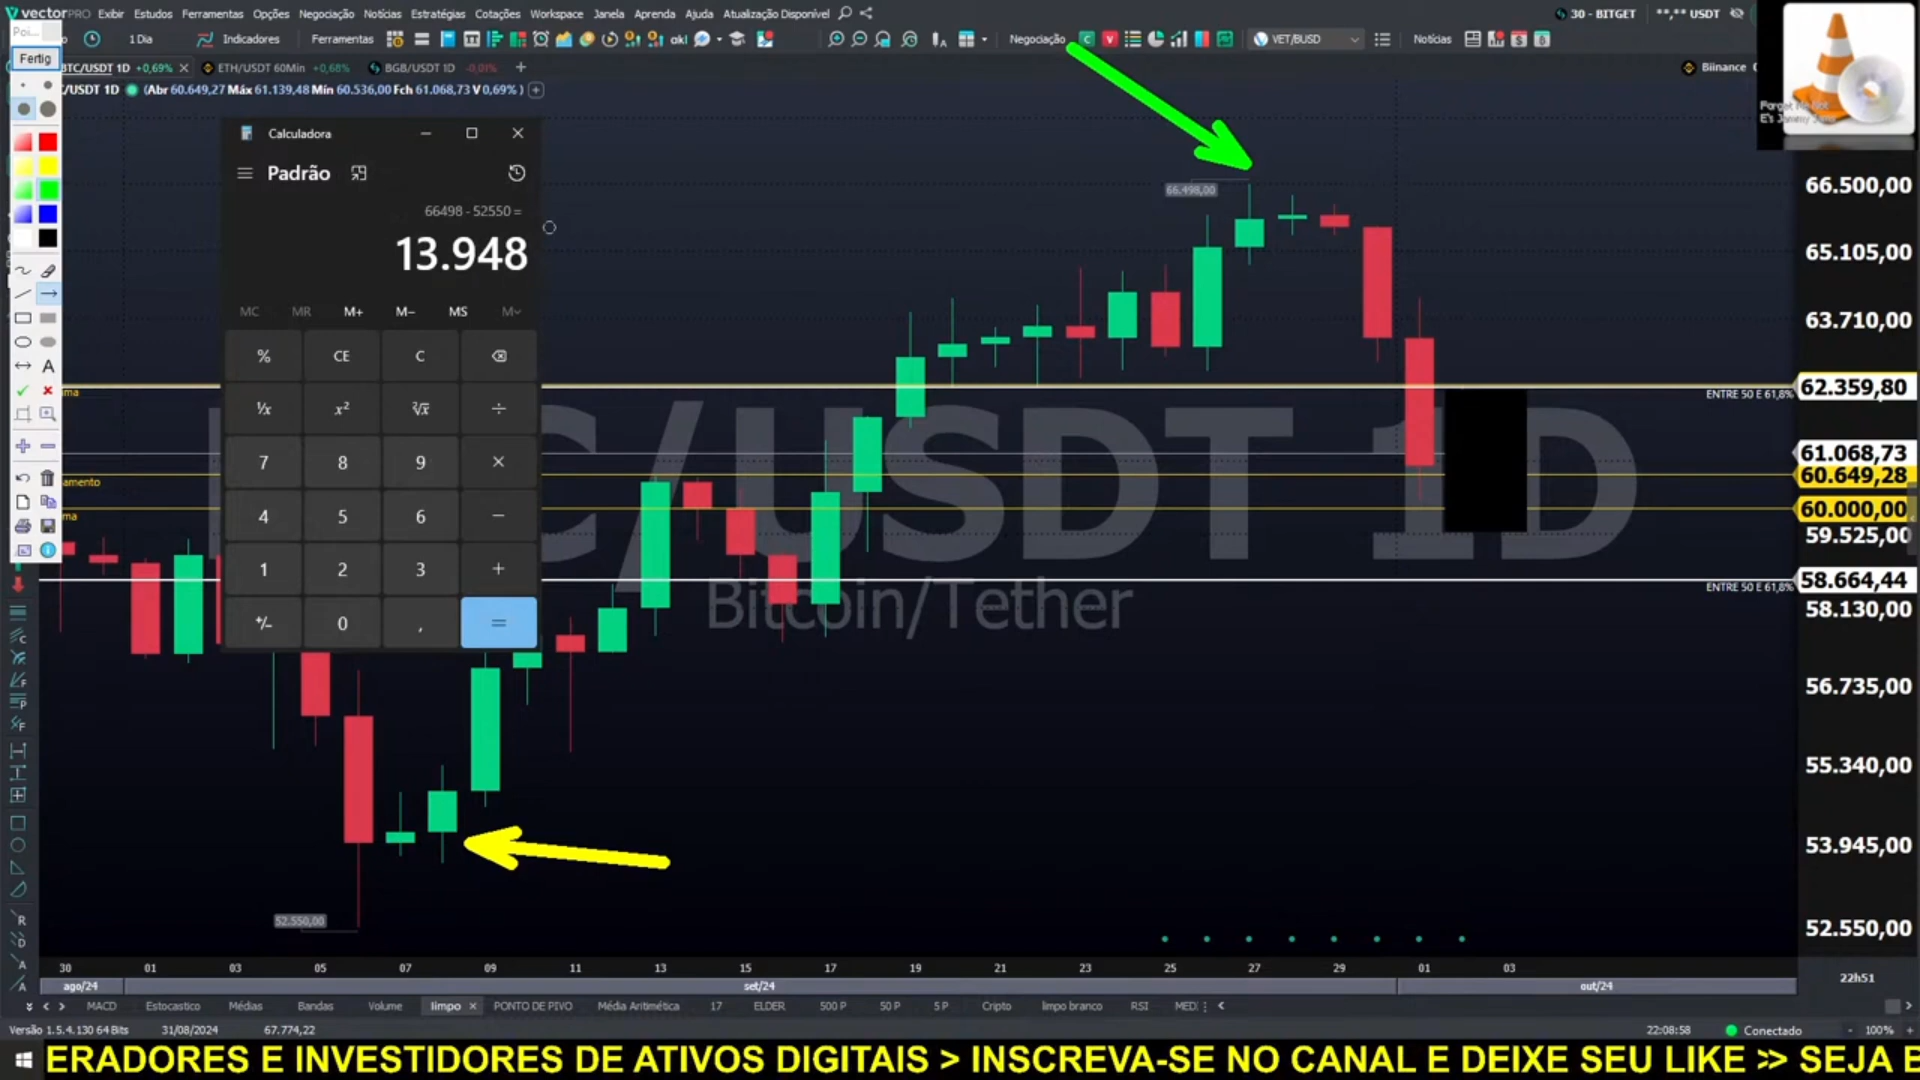 vectorPRO Exibir Estudos Ferramentas Opções Negociação Notícias Estratégias Cotações Workspace Janela Aprenda Ajuda Atualização Disponível 30 - BITGET **,** USDT
1 Dia Indicadores Ferramentas Negociação C V VET/BUSD Notícias
Fertig
BTC/USDT 1D +0,69% ETH/USDT 60Min +0,68% BGB/USDT 1D -0,01%
C/USDT 1D (Abr 60.649,27 Máx 61.139,48 Mín 60.536,00 Fch 61.068,73 V 0,69% )
Biinance
Calculadora
Padrão
66498 - 52550 =
13.948
MC MR M+ M− MS M˅
% CE C
¹/x x² ²√x ÷
7 8 9 ×
4 5 6 −
1 2 3 +
+/− 0 , =
66.498,00
66.500,00
65.105,00
63.710,00
62.359,80
ENTRE 50 E 61,8%
61.068,73
60.649,28
60.000,00
59.525,00
58.664,44
ENTRE 50 E 61,8%
58.130,00
56.735,00
55.340,00
53.945,00
52.550,00
ma
amento
ma
C/USDT 1D
Bitcoin/Tether
52.550,00
30 01 03 05 07 09 11 13 15 17 19 21 23 25 27 29 01 03
ago/24 set/24 out/24
22h51
MACD Estocastico Médias Bandas Volume limpo PONTO DE PIVO Média Aritmética 17 ELDER 500 P 50 P 5 P Cripto limpo branco RSI MED
Versão 1.5.4.130 64 Bits 31/08/2024 67.774,22 22:08:58 Conectado 100%
ERADORES E INVESTIDORES DE ATIVOS DIGITAIS > INSCREVA-SE NO CANAL E DEIXE SEU LIKE >> SEJA